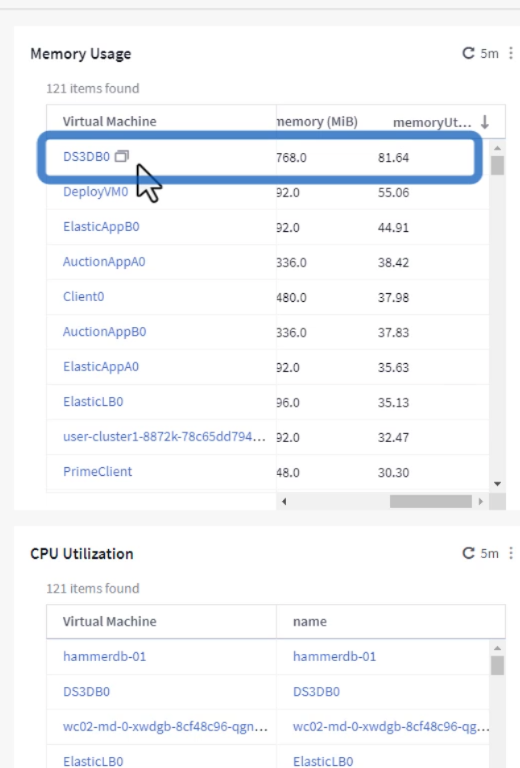 Memory Usage 5m
121 items found
Virtual Machine memory (MiB) memoryUt...
DS3DB0 768.0 81.64
DeployVM0 92.0 55.06
ElasticAppB0 92.0 44.91
AuctionAppA0 336.0 38.42
Client0 480.0 37.98
AuctionAppB0 336.0 37.83
ElasticAppA0 92.0 35.63
ElasticLB0 96.0 35.13
user-cluster1-8872k-78c65dd794... 92.0 32.47
PrimeClient 48.0 30.30
CPU Utilization 5m
121 items found
Virtual Machine name
hammerdb-01 hammerdb-01
DS3DB0 DS3DB0
wc02-md-0-xwdgb-8cf48c96-qgn... wc02-md-0-xwdgb-8cf48c96-qg...
ElasticLB0 ElasticLB0